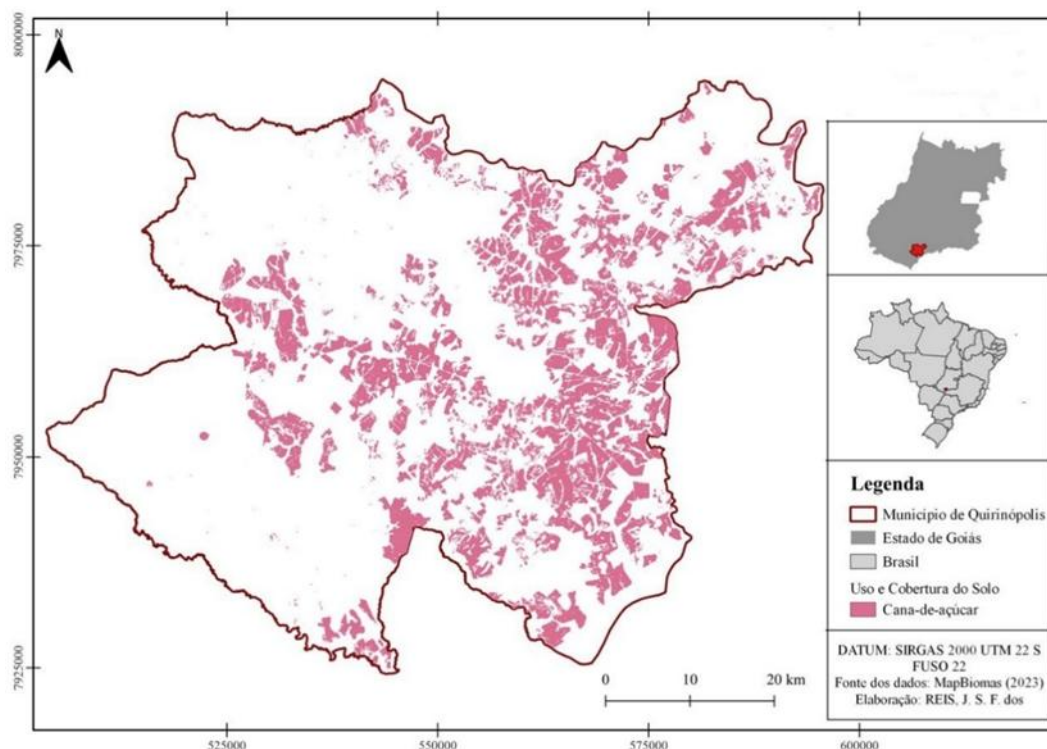 N
8000000
7975000
7950000
7925000
525000
550000
575000
600000
0 10 20 km
Legenda
Município de Quirinópolis
Estado de Goiás
Brasil
Uso e Cobertura do Solo
Cana-de-açúcar
DATUM: SIRGAS 2000 UTM 22 S
FUSO 22
Fonte dos dados: MapBiomas (2023)
Elaboração: REIS, J. S. F. dos